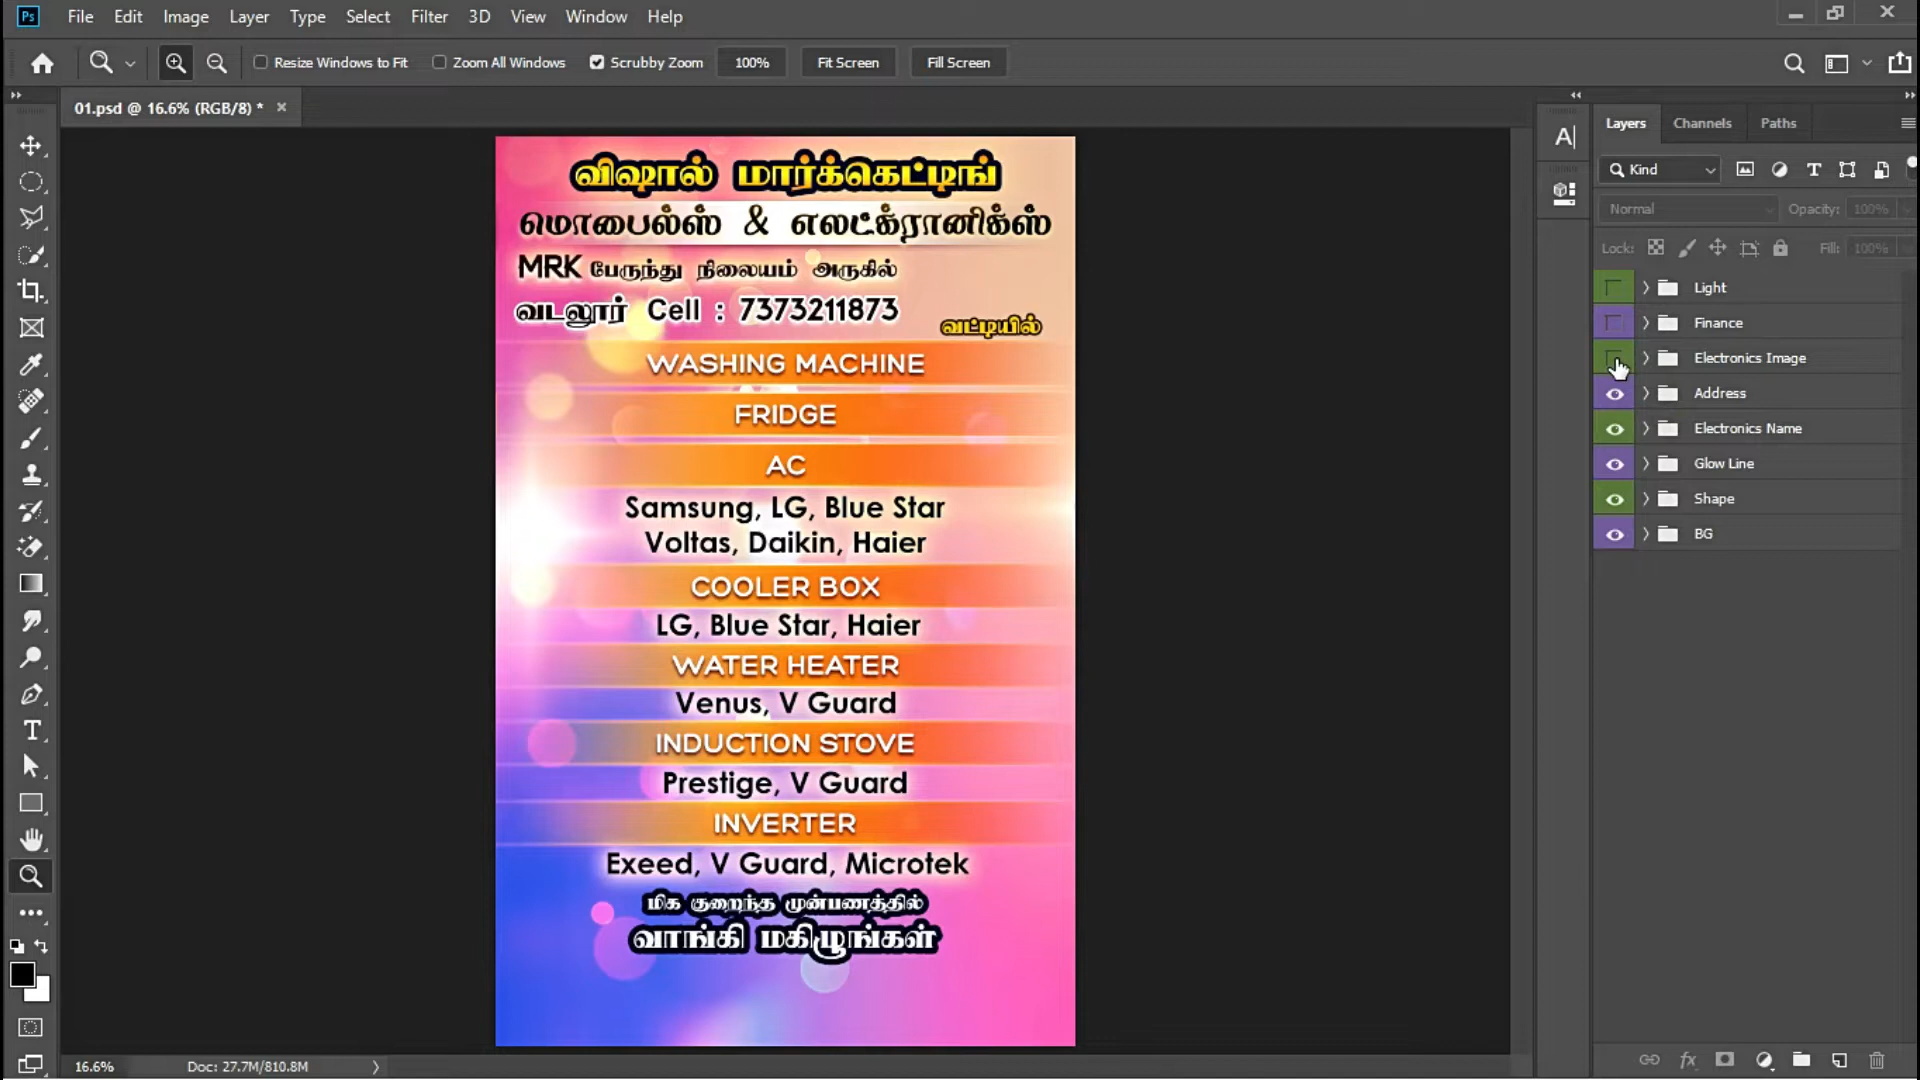 Ps File Edit Image Layer Type Select Filter 3D View Window Help
Resize Windows to Fit Zoom All Windows Scrubby Zoom 100% Fit Screen Fill Screen
01.psd @ 16.6% (RGB/8) *
விஷால் மார்க்கெட்டிங்
மொபைல்ஸ் & எலட்க்ரானிக்ஸ்
MRK பேருந்து நிலையம் அருகில்
வடலூர் Cell : 7373211873
வட்டியில்
WASHING MACHINE
FRIDGE
AC
Samsung, LG, Blue Star
Voltas, Daikin, Haier
COOLER BOX
LG, Blue Star, Haier
WATER HEATER
Venus, V Guard
INDUCTION STOVE
Prestige, V Guard
INVERTER
Exeed, V Guard, Microtek
மிக குறைந்த முன்பணத்தில்
வாங்கி மகிழுங்கள்
Layers Channels Paths
Kind
Normal Opacity: 100%
Lock: Fill: 100%
Light
Finance
Electronics Image
Address
Electronics Name
Glow Line
Shape
BG
16.6% Doc: 27.7M/810.8M